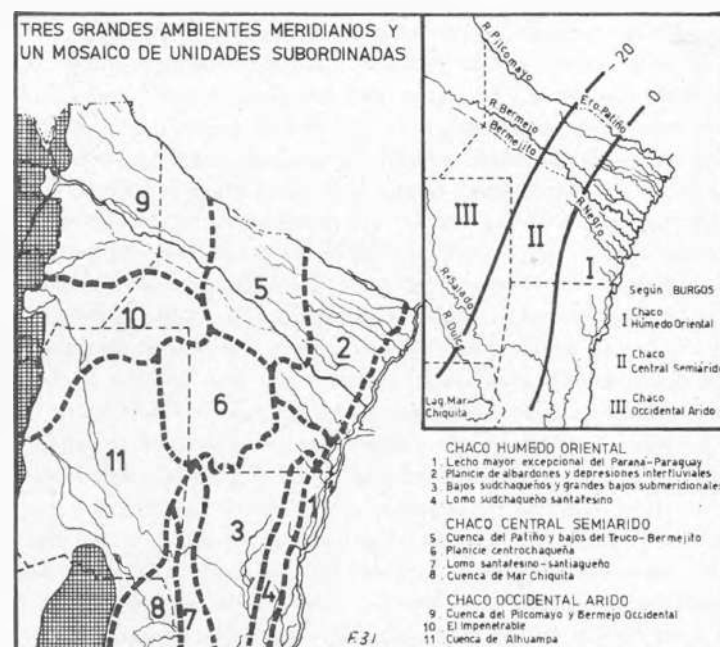 TRES GRANDES AMBIENTES MERIDIANOS Y
UN MOSAICO DE UNIDADES SUBORDINADAS
9
5
10
2
6
11
3
1
4
8
7
F.31
R. Pilcomayo
-20
0
Ero. Patiño
R. Bermejo
Bermejito
R. Negro
III
II
I
R. Salado
R. Dulce
Lag. Mar
Chiquita
Según BURGOS
I Chaco
Húmedo Oriental
II Chaco
Central Semiárido
III Chaco
Occidental Arido
CHACO HUMEDO ORIENTAL
1. Lecho mayor excepcional del Paraná-Paraguay
2. Planicie de albardones y depresiones interfluviales
3 Bajos sudchaqueños y grandes bajos submeridionales
4 Lomo sudchaqueño santafesino
CHACO CENTRAL SEMIARIDO
5. Cuenca del Patiño y bajos del Teuco-Bermejito
6. Planicie centrochaqueña
7. Lomo santafesino-santiagueño
8. Cuenca de Mar Chiquita
CHACO OCCIDENTAL ARIDO
9. Cuenca del Pilcomayo y Bermejo Occidental
10. El Impenetrable
11 Cuenca de Alhuampa